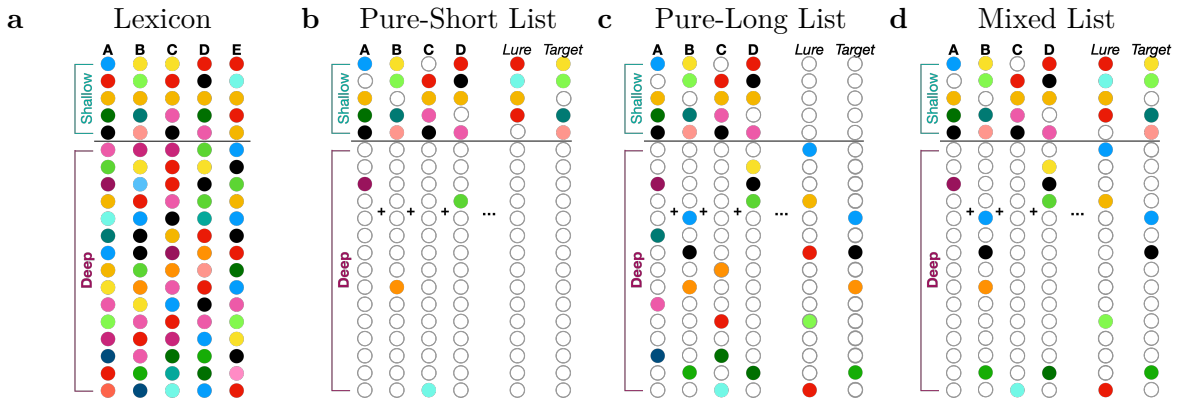 a Lexicon
A B C D E
Shallow
Deep
b Pure-Short List
A B C D Lure Target
Shallow
Deep
+ + + ...
c Pure-Long List
A B C D Lure Target
Shallow
Deep
+ + + ...
d Mixed List
A B C D Lure Target
Shallow
Deep
+ + + ...